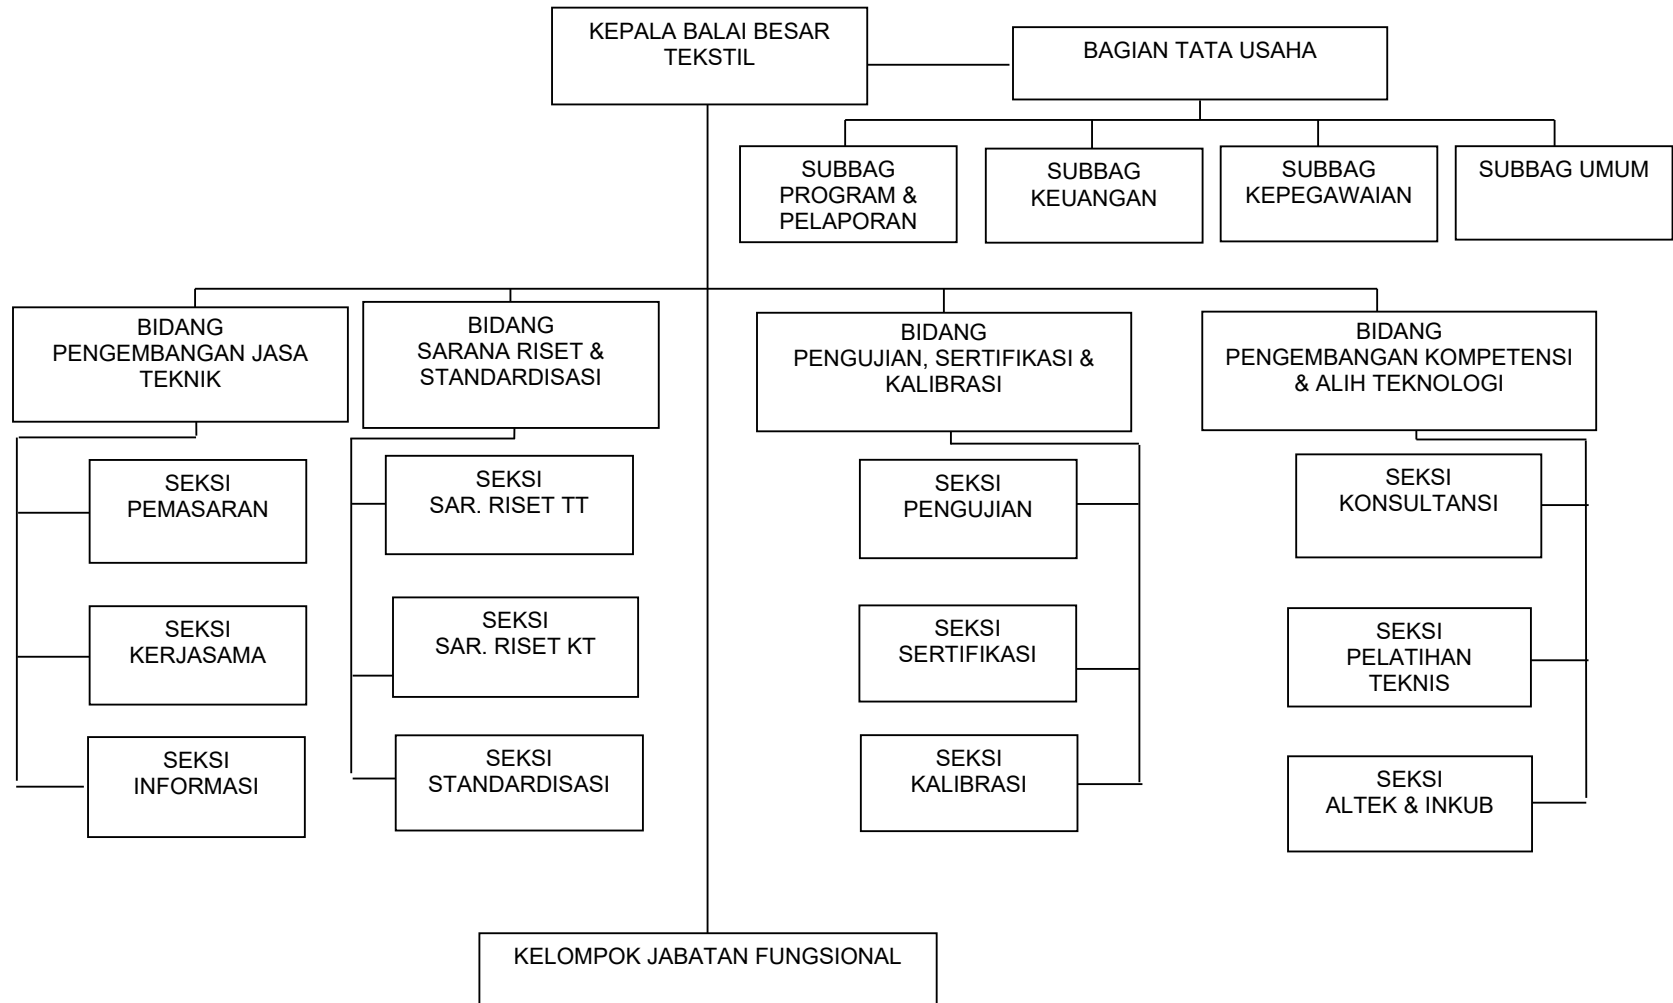 KEPALA BALAI BESAR
TEKSTIL
BAGIAN TATA USAHA
SUBBAG
PROGRAM &
PELAPORAN
SUBBAG
KEUANGAN
SUBBAG
KEPEGAWAIAN
SUBBAG UMUM
BIDANG
PENGEMBANGAN JASA
TEKNIK
BIDANG
SARANA RISET &
STANDARDISASI
BIDANG
PENGUJIAN, SERTIFIKASI &
KALIBRASI
BIDANG
PENGEMBANGAN KOMPETENSI
& ALIH TEKNOLOGI
SEKSI
PEMASARAN
SEKSI
SAR. RISET TT
SEKSI
PENGUJIAN
SEKSI
KONSULTANSI
SEKSI
KERJASAMA
SEKSI
SAR. RISET KT
SEKSI
SERTIFIKASI
SEKSI
PELATIHAN
TEKNIS
SEKSI
INFORMASI
SEKSI
STANDARDISASI
SEKSI
KALIBRASI
SEKSI
ALTEK & INKUB
KELOMPOK JABATAN FUNGSIONAL